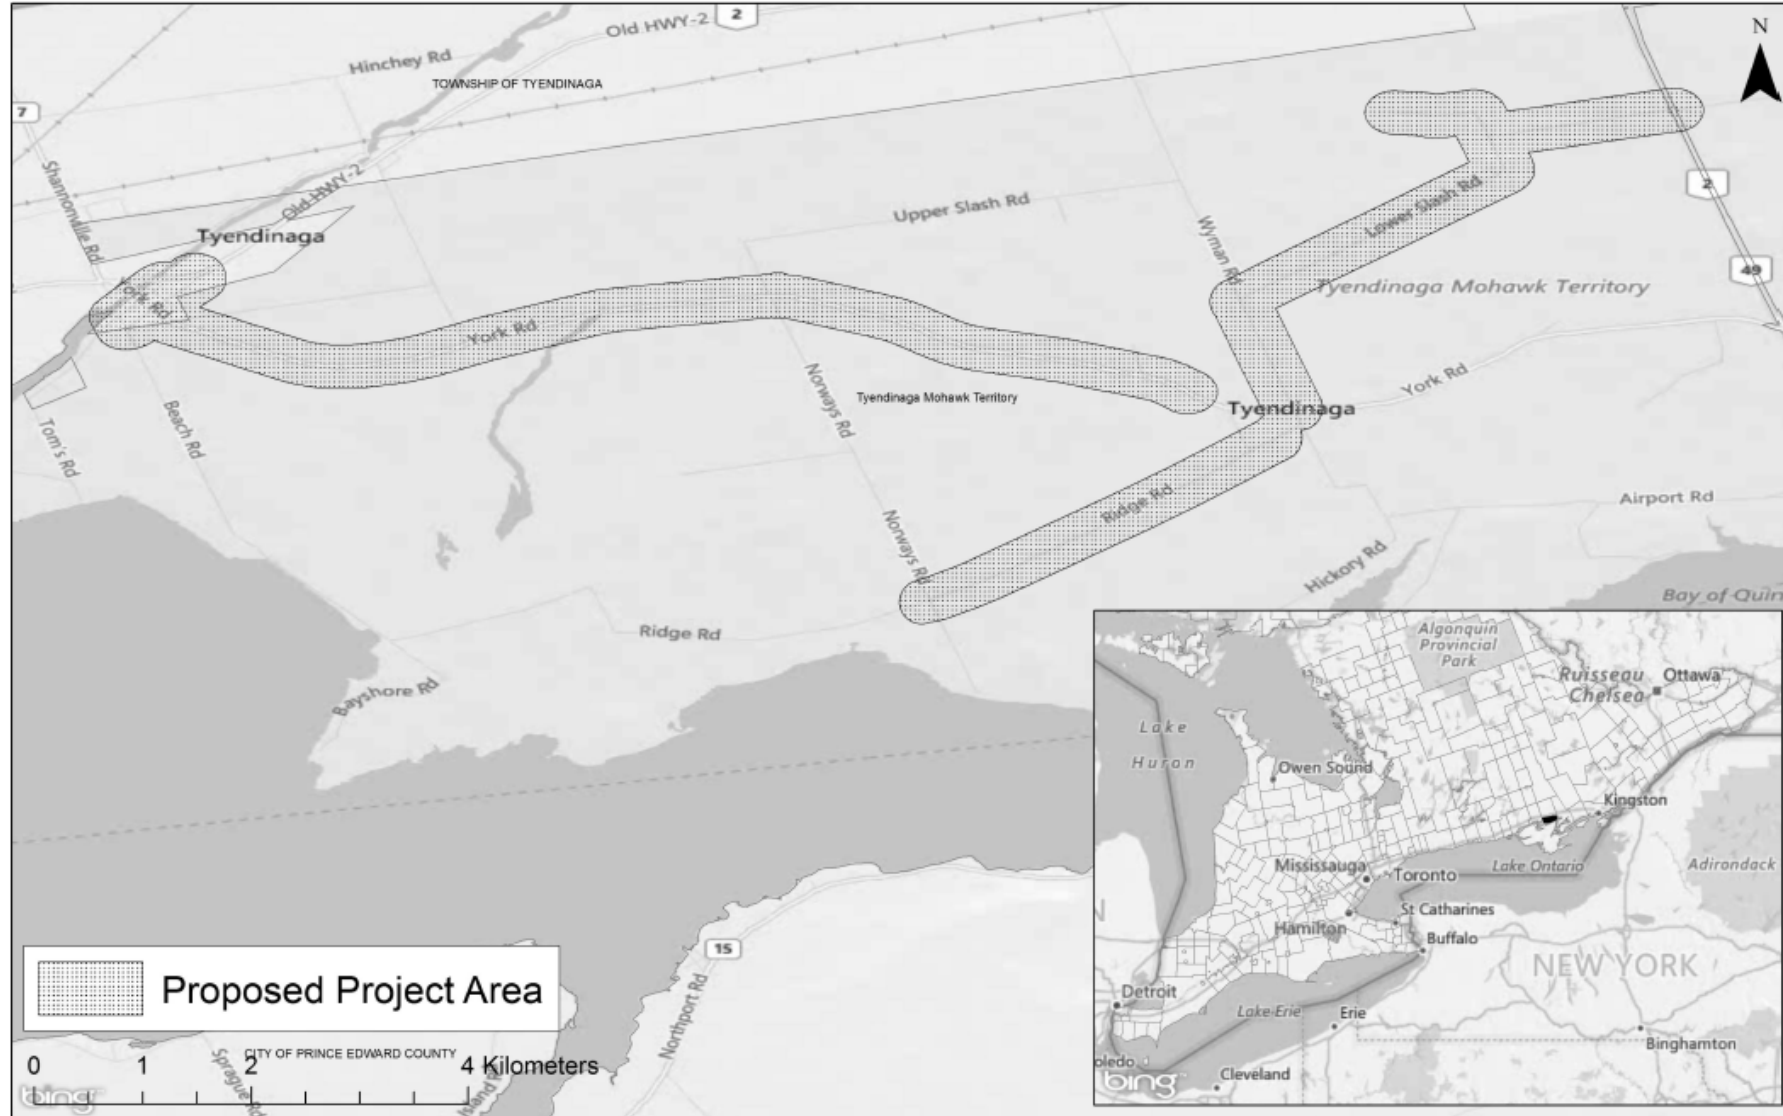 2
Old HWY-2
N
Hinchey Rd
TOWNSHIP OF TYENDINAGA
7
Shannonville Rd
Old HWY-2
Tyendinaga
Upper Slash Rd
Wyman Rd
Lower Slash Rd
2
49
Tyendinaga Mohawk Territory
York Rd
York Rd
York Rd
Tyendinaga
Tyendinaga Mohawk Territory
Norways Rd
Beach Rd
Tom's Rd
Ridge Rd
Airport Rd
Norways Rd
Hickory Rd
Ridge Rd
Bayshore Rd
Bay of Quin
Algonquin
Provincial
Park
Ruisseau
Chelsea
Ottawa
Lake
Huron
Owen Sound
Kingston
Mississauga
Toronto
Lake Ontario
Adirondack
Hamilton
St Catharines
Buffalo
NEW YORK
N
Detroit
Lake Erie
Erie
Binghamton
oledo
Cleveland
bing
15
Northport Rd
Proposed Project Area
CITY OF PRINCE EDWARD COUNTY
0 1 2 4 Kilometers
Sprague Rd
Island R
bing